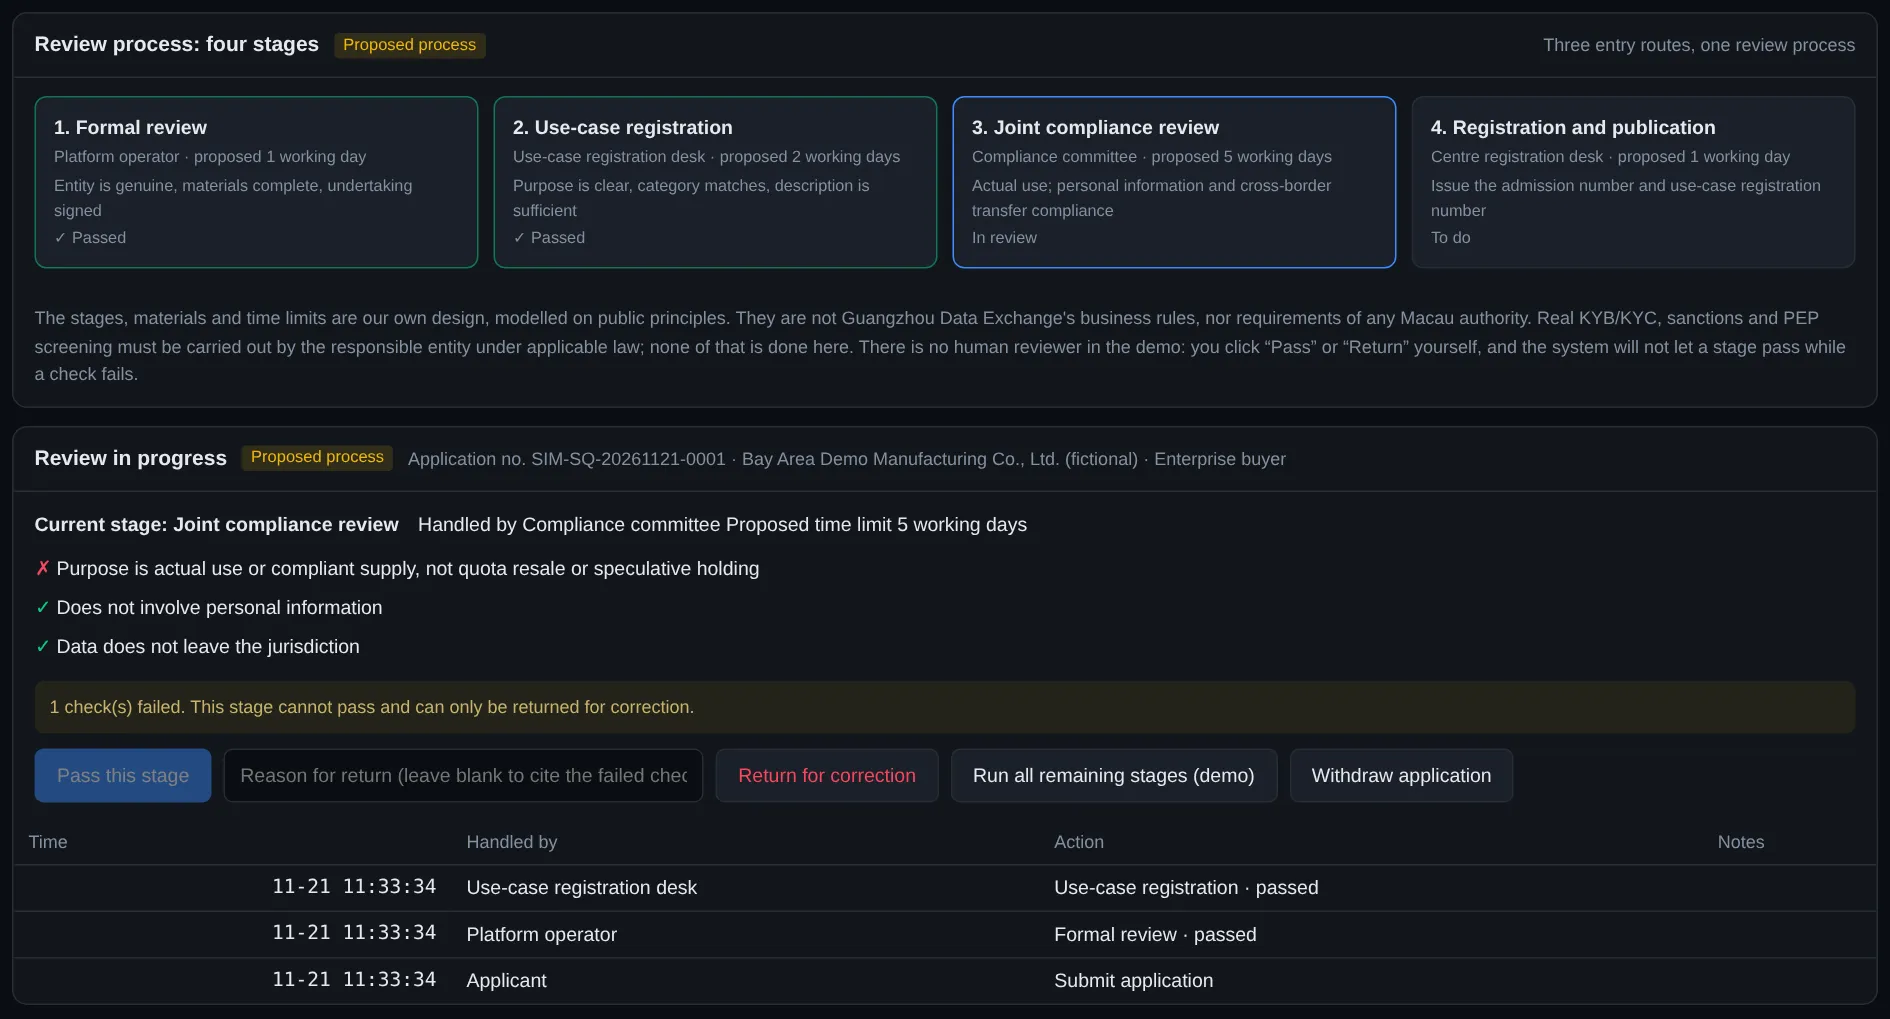 Review process: four stages Proposed process Three entry routes, one review process
1. Formal review
Platform operator · proposed 1 working day
Entity is genuine, materials complete, undertaking
signed
✓ Passed
2. Use-case registration
Use-case registration desk · proposed 2 working days
Purpose is clear, category matches, description is
sufficient
✓ Passed
3. Joint compliance review
Compliance committee · proposed 5 working days
Actual use; personal information and cross-border
transfer compliance
In review
4. Registration and publication
Centre registration desk · proposed 1 working day
Issue the admission number and use-case registration
number
To do
The stages, materials and time limits are our own design, modelled on public principles. They are not Guangzhou Data Exchange's business rules, nor requirements of any Macau authority. Real KYB/KYC, sanctions and PEP
screening must be carried out by the responsible entity under applicable law; none of that is done here. There is no human reviewer in the demo: you click “Pass” or “Return” yourself, and the system will not let a stage pass while
a check fails.
Review in progress Proposed process Application no. SIM-SQ-20261121-0001 · Bay Area Demo Manufacturing Co., Ltd. (fictional) · Enterprise buyer
Current stage: Joint compliance review Handled by Compliance committee Proposed time limit 5 working days
✗ Purpose is actual use or compliant supply, not quota resale or speculative holding
✓ Does not involve personal information
✓ Data does not leave the jurisdiction
1 check(s) failed. This stage cannot pass and can only be returned for correction.
Pass this stage Reason for return (leave blank to cite the failed chec Return for correction Run all remaining stages (demo) Withdraw application
Time Handled by Action Notes
11-21 11:33:34 Use-case registration desk Use-case registration · passed
11-21 11:33:34 Platform operator Formal review · passed
11-21 11:33:34 Applicant Submit application